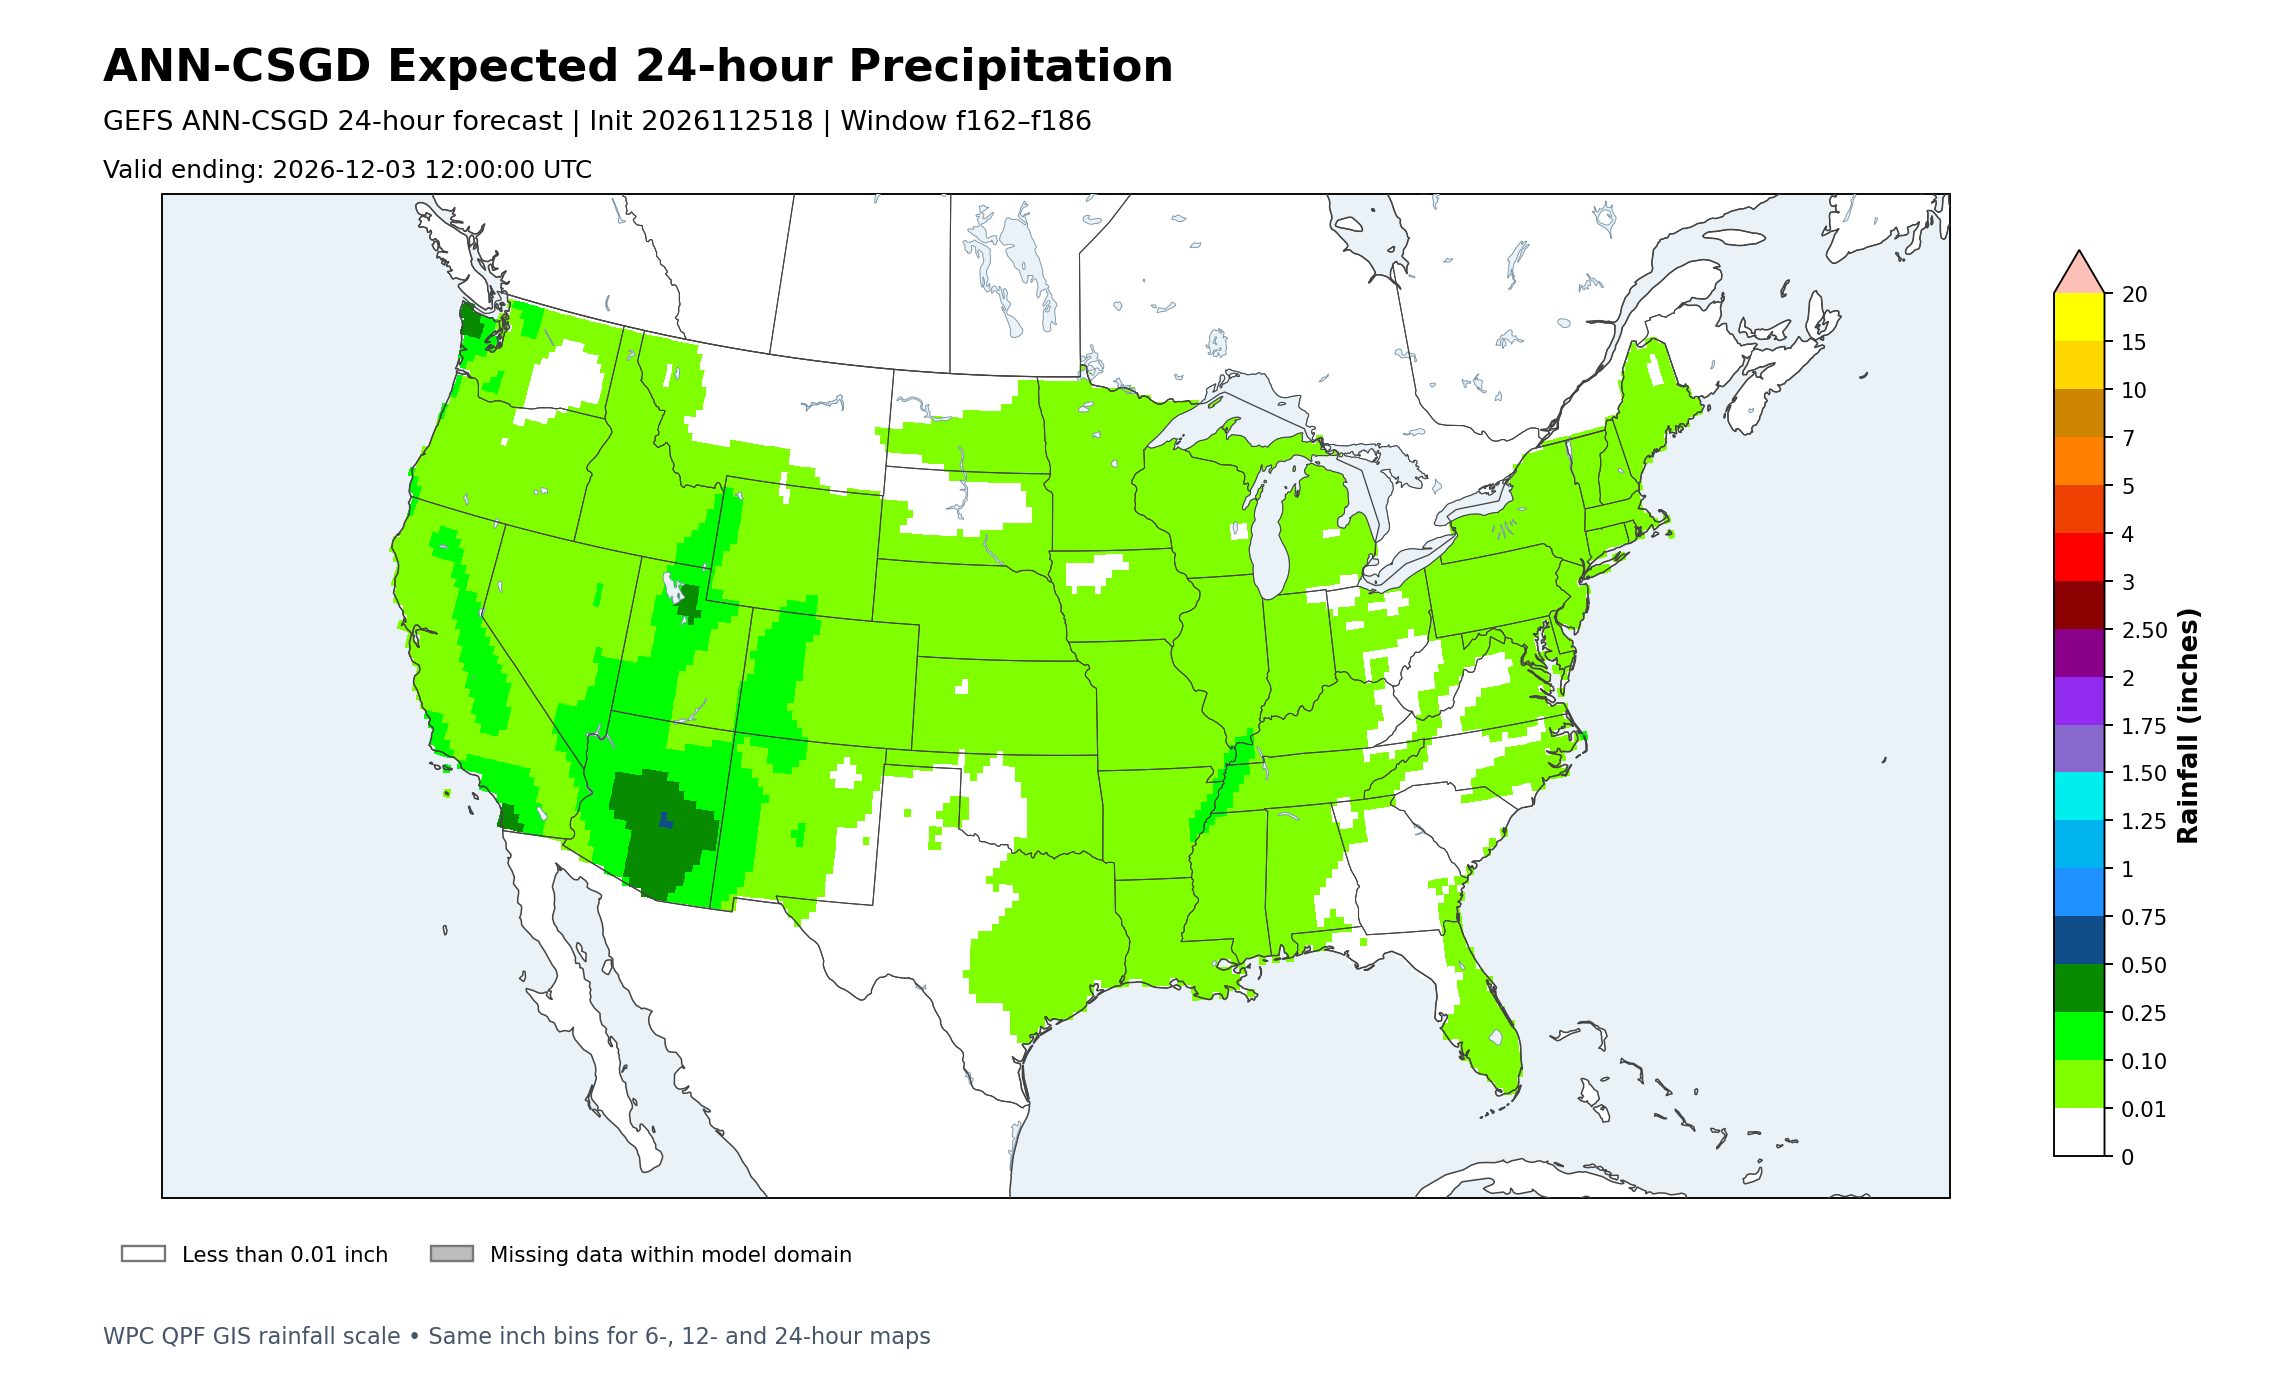 ANN-CSGD Expected 24-hour Precipitation
GEFS ANN-CSGD 24-hour forecast | Init 2026112518 | Window f162–f186
Valid ending: 2026-12-03 12:00:00 UTC
20
15
10
7
5
4
3
2.50
2
1.75
1.50
1.25
1
0.75
0.50
0.25
0.10
0.01
0
Rainfall (inches)
Less than 0.01 inch
Missing data within model domain
WPC QPF GIS rainfall scale • Same inch bins for 6-, 12- and 24-hour maps